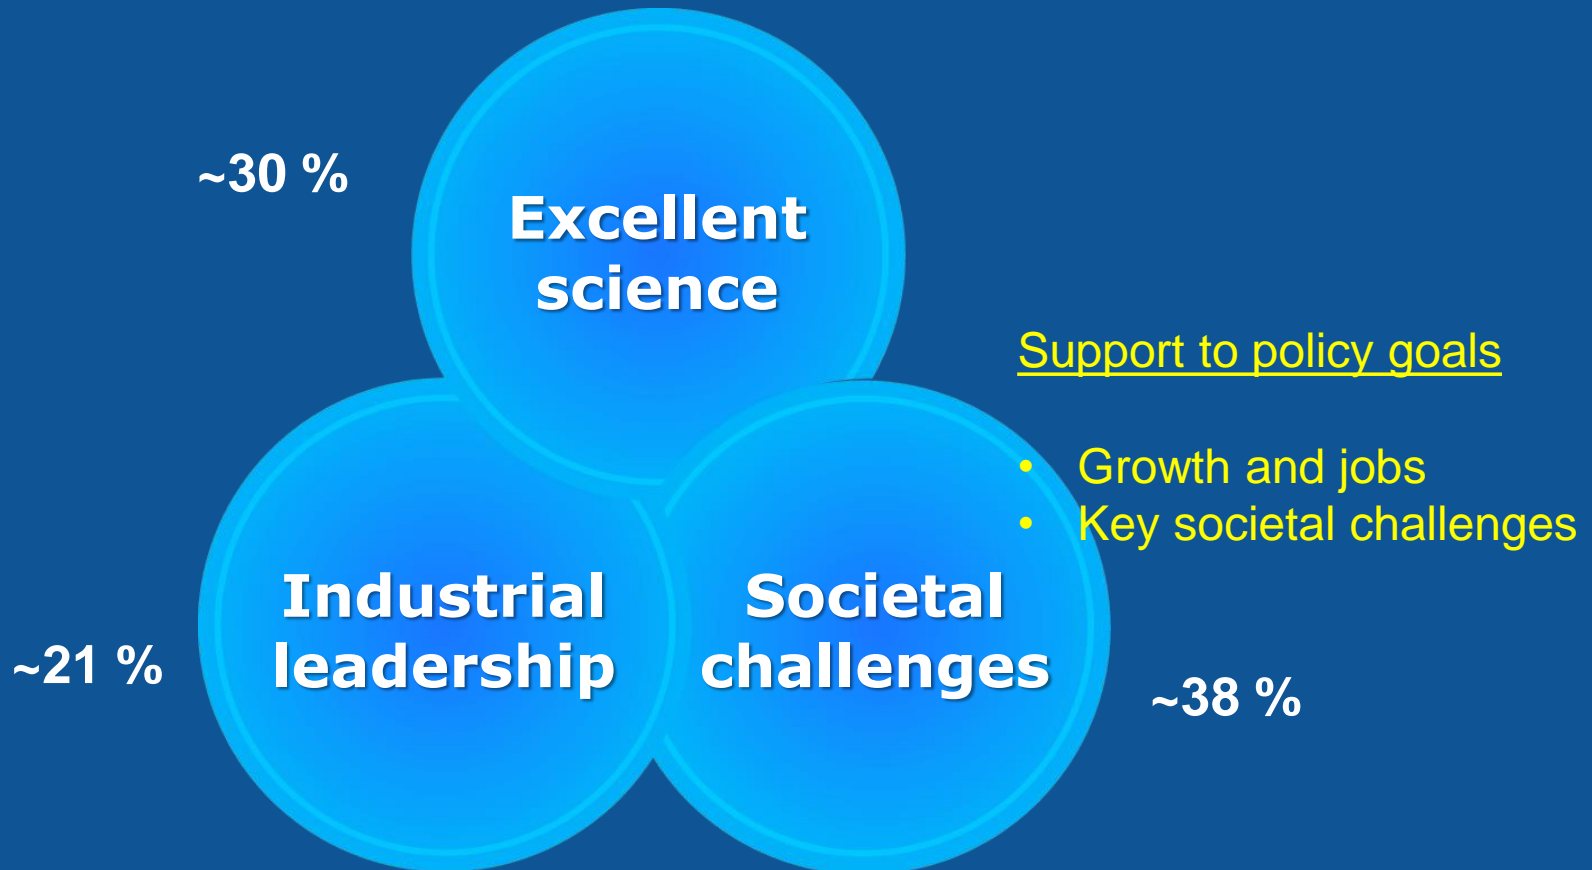 ~30 %
Excellent
science
Support to policy goals
• Growth and jobs
• Key societal challenges
Industrial
leadership
Societal
challenges
~21 %
~38 %